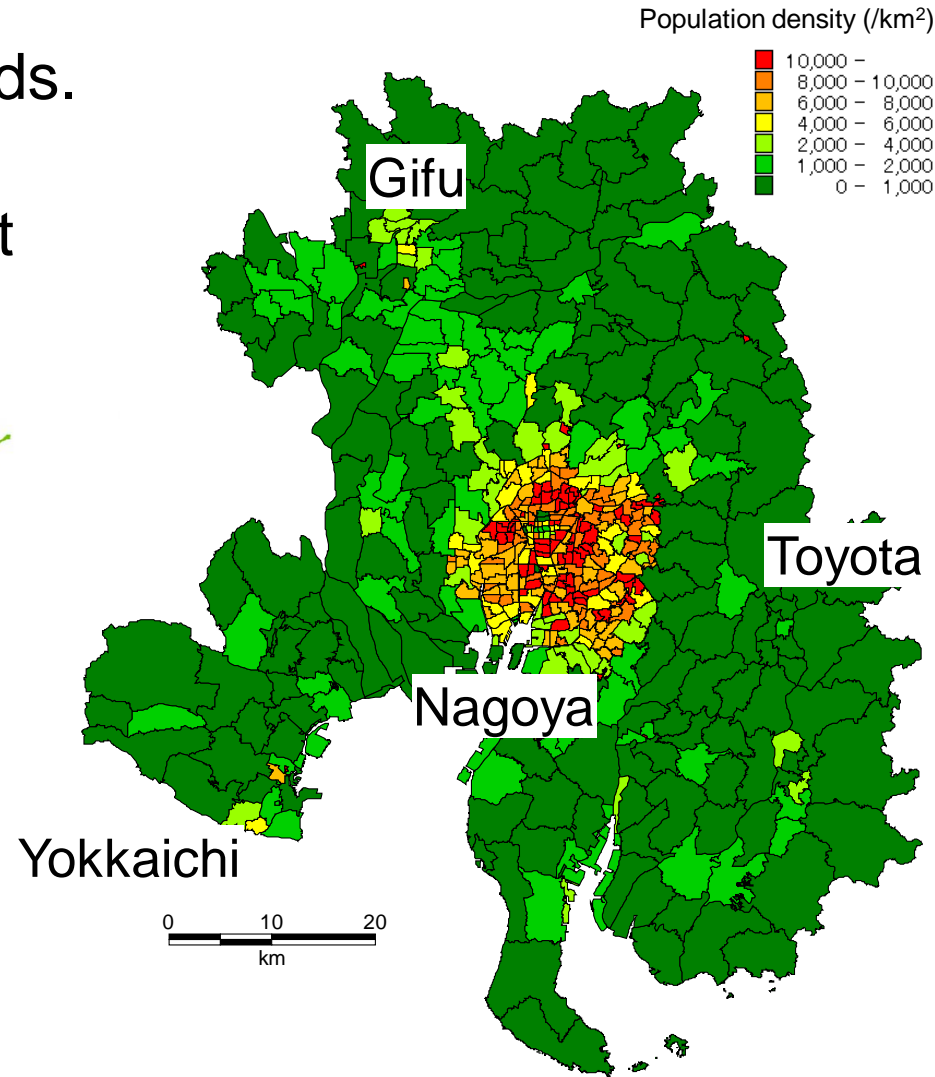 Population density (/km²)
ds.
10,000 -
8,000 - 10,000
6,000 - 8,000
4,000 - 6,000
2,000 - 4,000
1,000 - 2,000
0 - 1,000
Gifu
t
Toyota
Nagoya
Yokkaichi
0 10 20
km